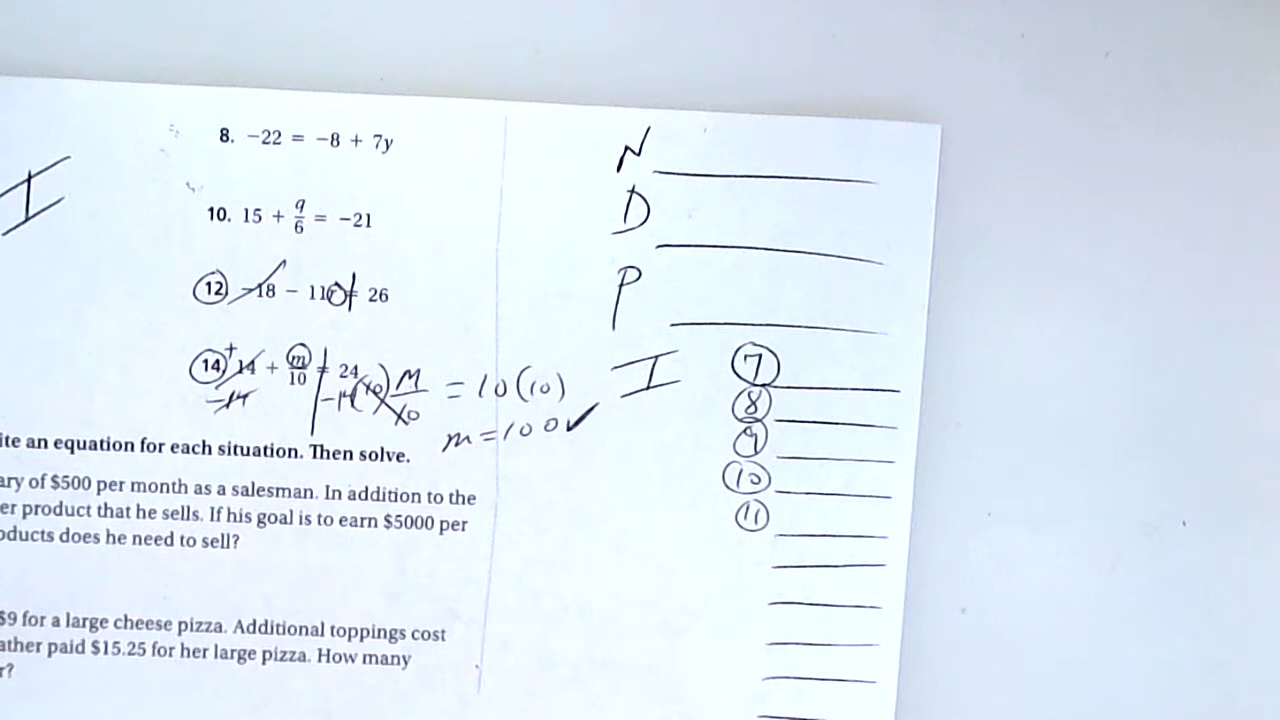 I
8. −22 = −8 + 7y
10. 15 + q/6 = −21
12 −18 − 11r = 26
14 + 14 + m/10 = 24
−14 −14 (10) M/10 = 10(10)
m = 100 ✓
ite an equation for each situation. Then solve.
ary of $500 per month as a salesman. In addition to the
er product that he sells. If his goal is to earn $5000 per
oducts does he need to sell?
$9 for a large cheese pizza. Additional toppings cost
ather paid $15.25 for her large pizza. How many
r?
N
D
P
I
7
8
9
10
11